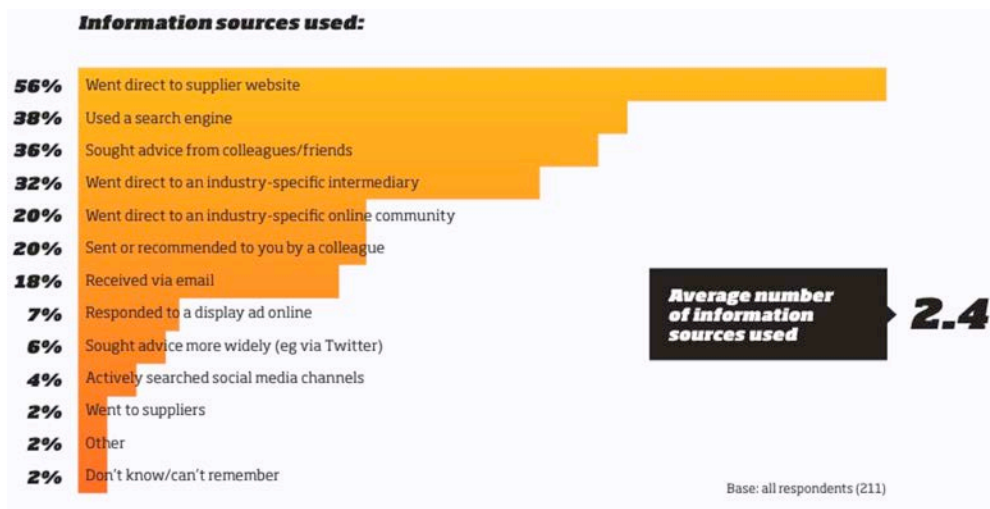 Information sources used:
56% Went direct to supplier website
38% Used a search engine
36% Sought advice from colleagues/friends
32% Went direct to an industry-specific intermediary
20% Went direct to an industry-specific online community
20% Sent or recommended to you by a colleague
18% Received via email
7% Responded to a display ad online
6% Sought advice more widely (eg via Twitter)
4% Actively searched social media channels
2% Went to suppliers
2% Other
2% Don't know/can't remember
Average number
of information
sources used
2.4
Base: all respondents (211)